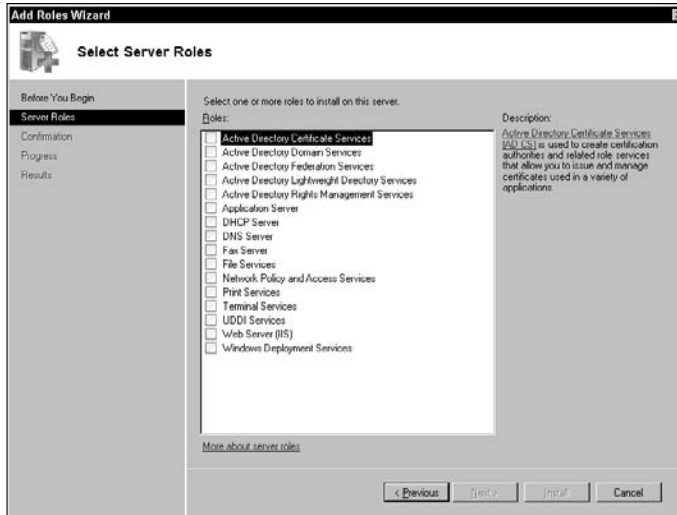 Add Roles Wizard
Select Server Roles
Before You Begin
Server Roles
Confirmation
Progress
Results
Select one or more roles to install on this server.
Roles:
Active Directory Certificate Services
Active Directory Domain Services
Active Directory Federation Services
Active Directory Lightweight Directory Services
Active Directory Rights Management Services
Application Server
DHCP Server
DNS Server
Fax Server
File Services
Network Policy and Access Services
Print Services
Terminal Services
UDDI Services
Web Server (IIS)
Windows Deployment Services
More about server roles
Description:
Active Directory Certificate Services
(AD CS) is used to create certification
authorities and related role services
that allow you to issue and manage
certificates used in a variety of
applications.
< Previous
Next >
Install
Cancel